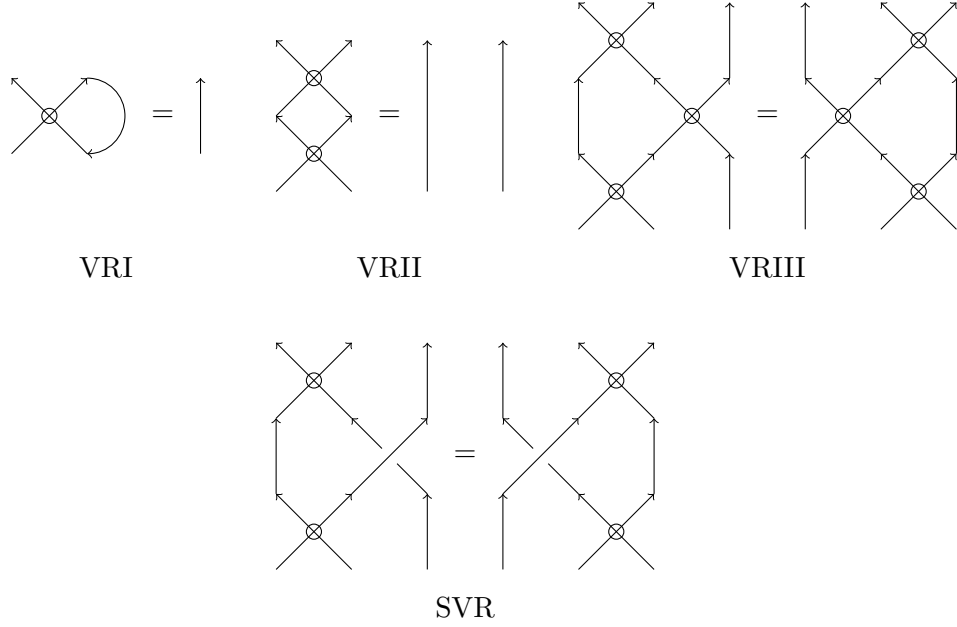 = = =
VRI VRII VRIII
=
SVR